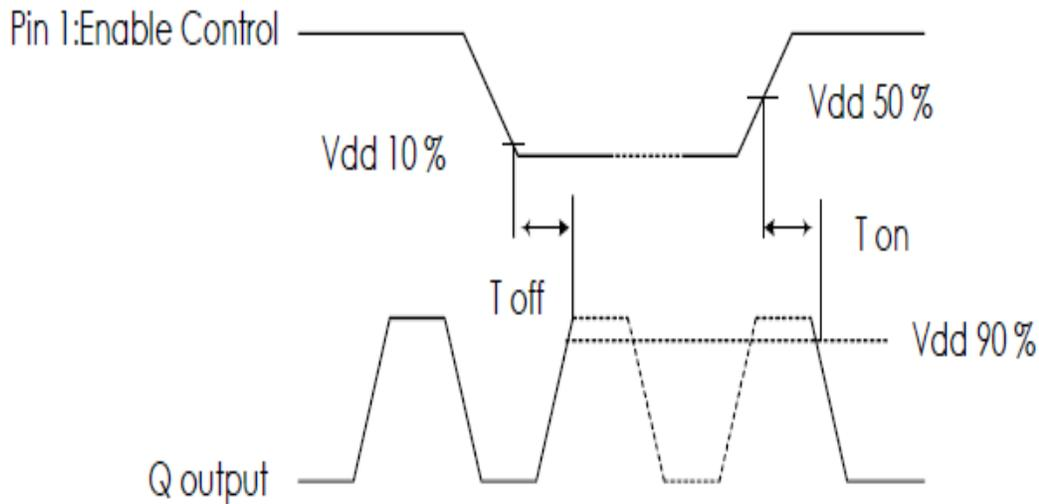 Pin 1:Enable Control
Vdd 50 %
Vdd 10 %
T on
T off
Vdd 90 %
Q output